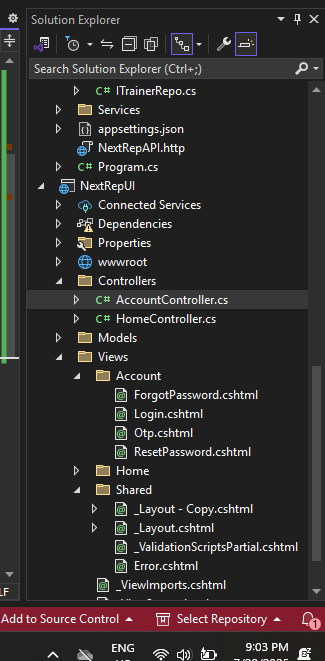 Solution Explorer
Search Solution Explorer (Ctrl+;)
C# ITrainerRepo.cs
Services
appsettings.json
NextRepAPI.http
C# Program.cs
NextRepUI
Connected Services
Dependencies
Properties
wwwroot
Controllers
C# AccountController.cs
C# HomeController.cs
Models
Views
Account
ForgotPassword.cshtml
Login.cshtml
Otp.cshtml
ResetPassword.cshtml
Home
Shared
_Layout - Copy.cshtml
_Layout.cshtml
_ValidationScriptsPartial.cshtml
Error.cshtml
_ViewImports.cshtml
LF
Add to Source Control
Select Repository
1
ENG
9:03 PM